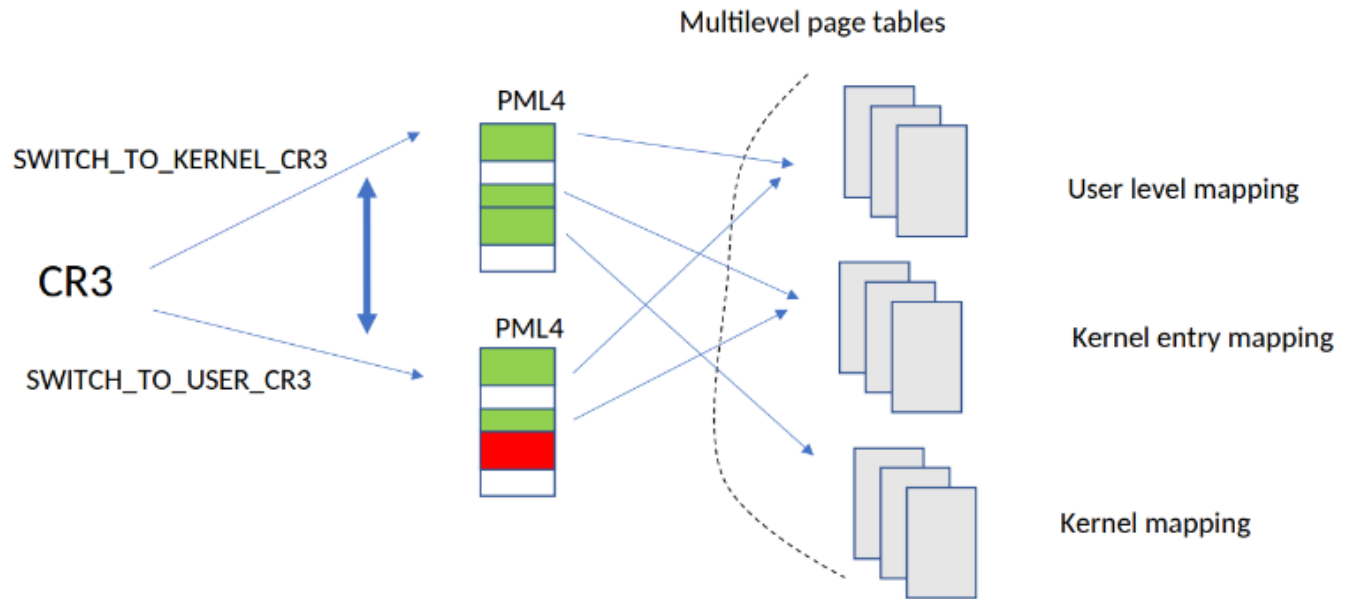 Multilevel page tables
PML4
SWITCH_TO_KERNEL_CR3
User level mapping
CR3
PML4
Kernel entry mapping
SWITCH_TO_USER_CR3
Kernel mapping